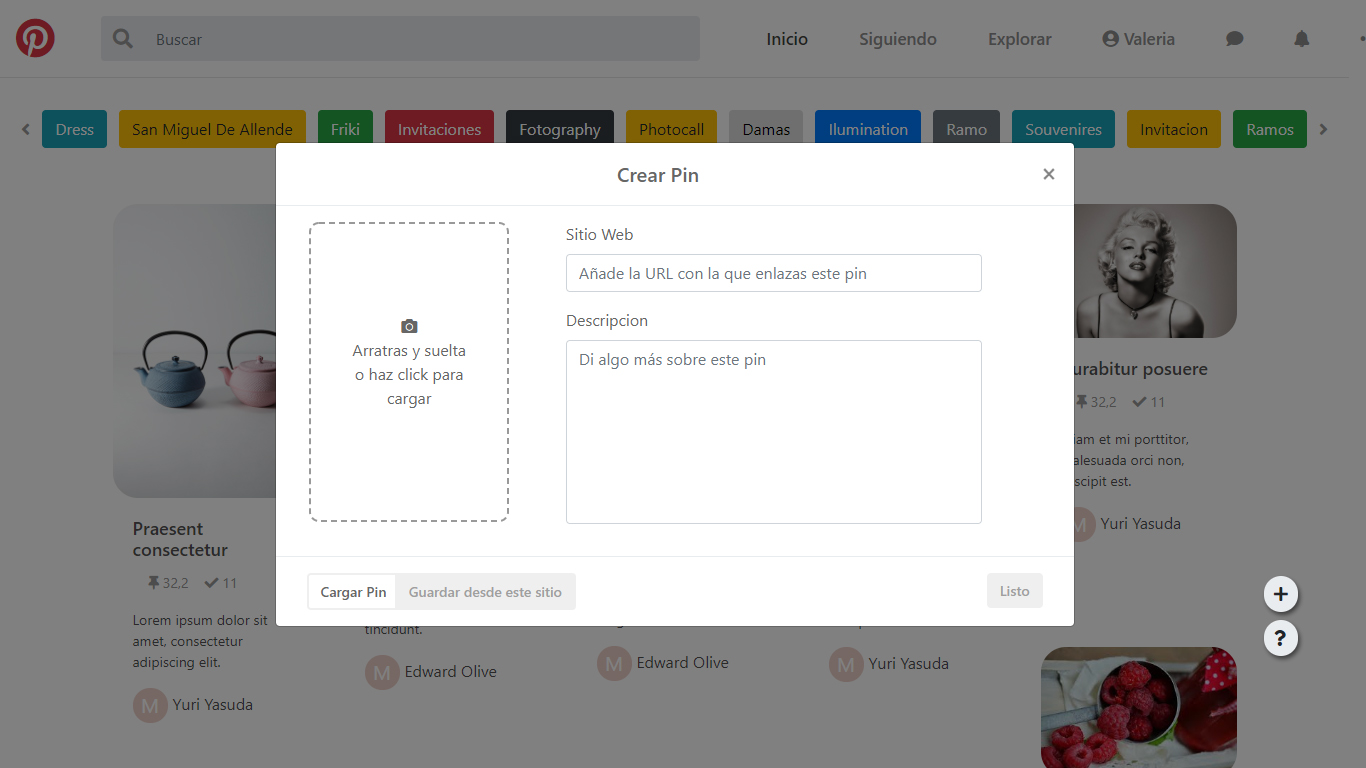 Buscar
Inicio
Siguiendo
Explorar
Valeria
Dress
San Miguel De Allende
Friki
Invitaciones
Fotography
Photocall
Damas
Ilumination
Ramo
Souvenires
Invitacion
Ramos
Crear Pin
×
Sitio Web
Añade la URL con la que enlazas este pin
Descripcion
Di algo más sobre este pin
Arratras y suelta
o haz click para
cargar
Cargar Pin
Guardar desde este sitio
Listo
Praesent
consectetur
32,2
11
Lorem ipsum dolor sit
amet, consectetur
adipiscing elit.
M
Yuri Yasuda
tincidunt.
M
Edward Olive
M
Edward Olive
M
Yuri Yasuda
urabitur posuere
32,2
11
iam et mi porttitor,
alesuada orci non,
scipit est.
M
Yuri Yasuda
+
?